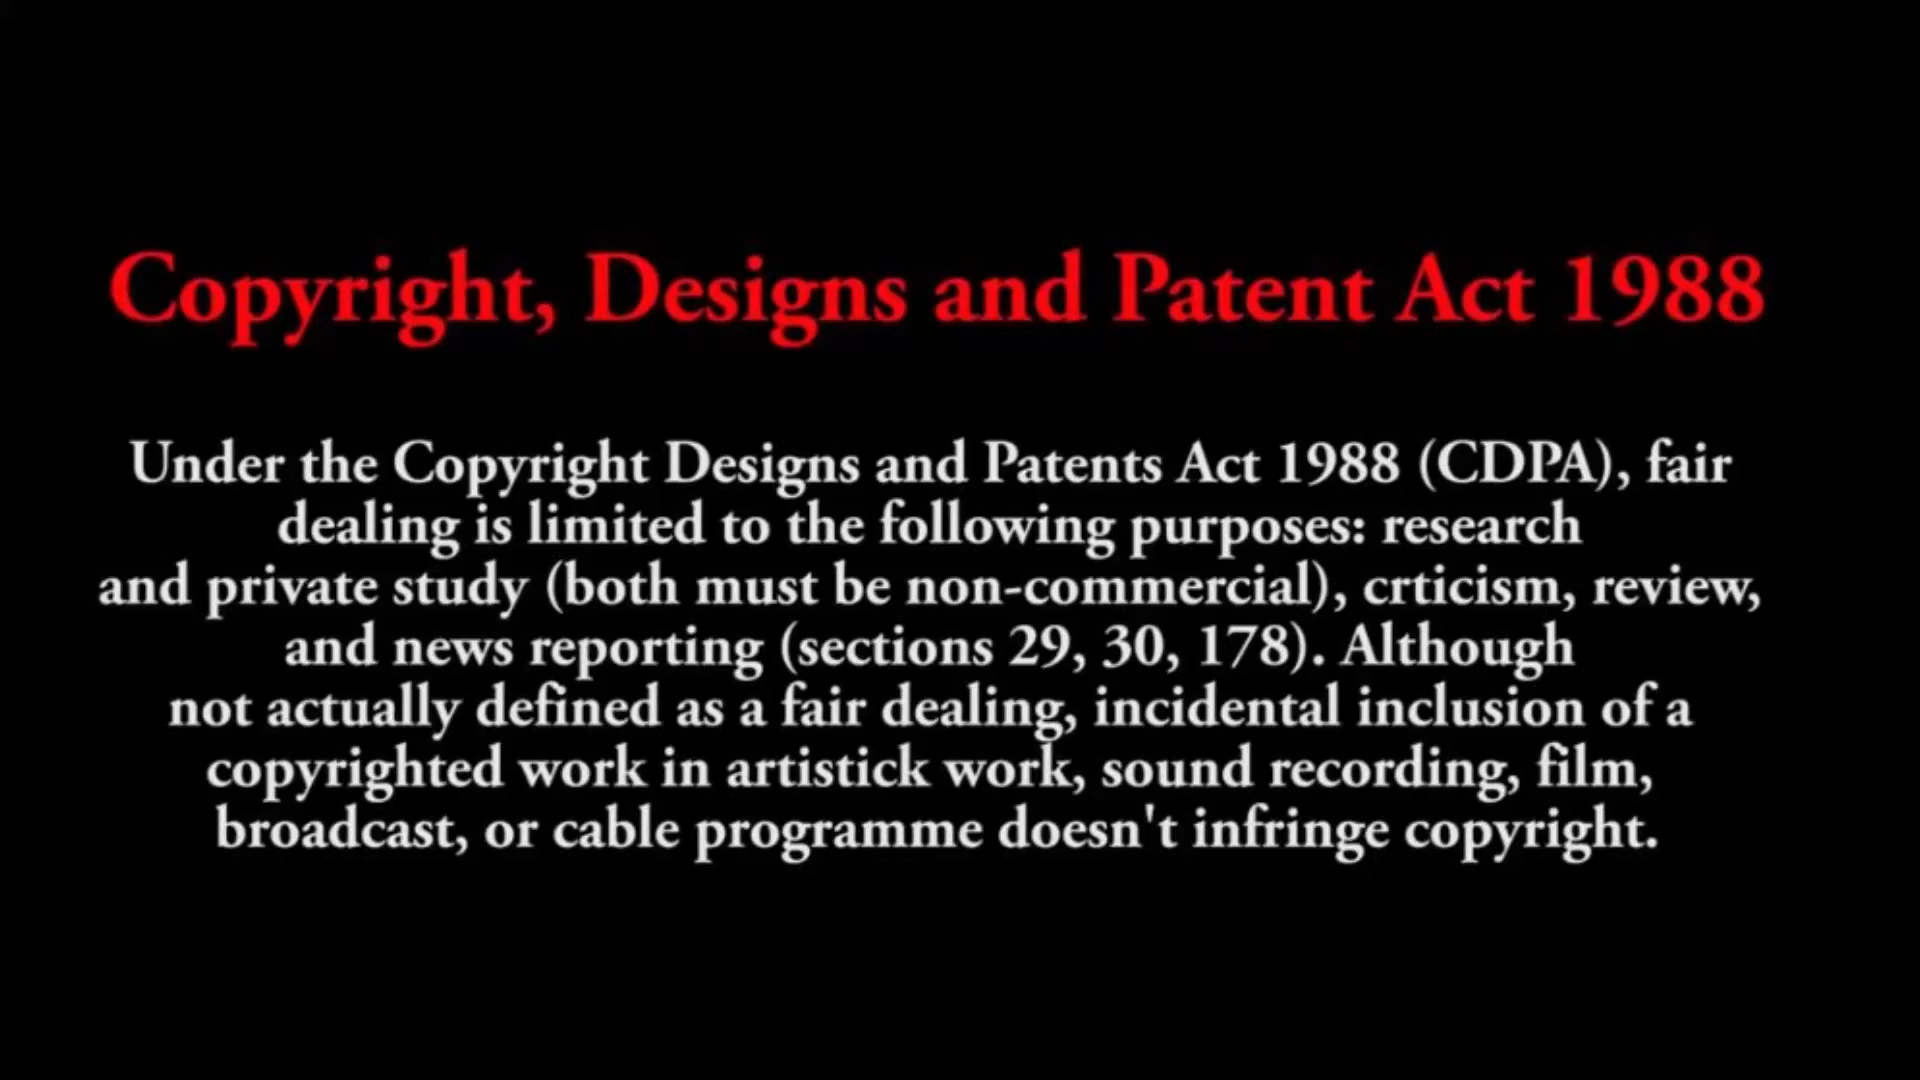 Copyright, Designs and Patent Act 1988
Under the Copyright Designs and Patents Act 1988 (CDPA), fair
dealing is limited to the following purposes: research
and private study (both must be non-commercial), crticism, review,
and news reporting (sections 29, 30, 178). Although
not actually defined as a fair dealing, incidental inclusion of a
copyrighted work in artistick work, sound recording, film,
broadcast, or cable programme doesn't infringe copyright.